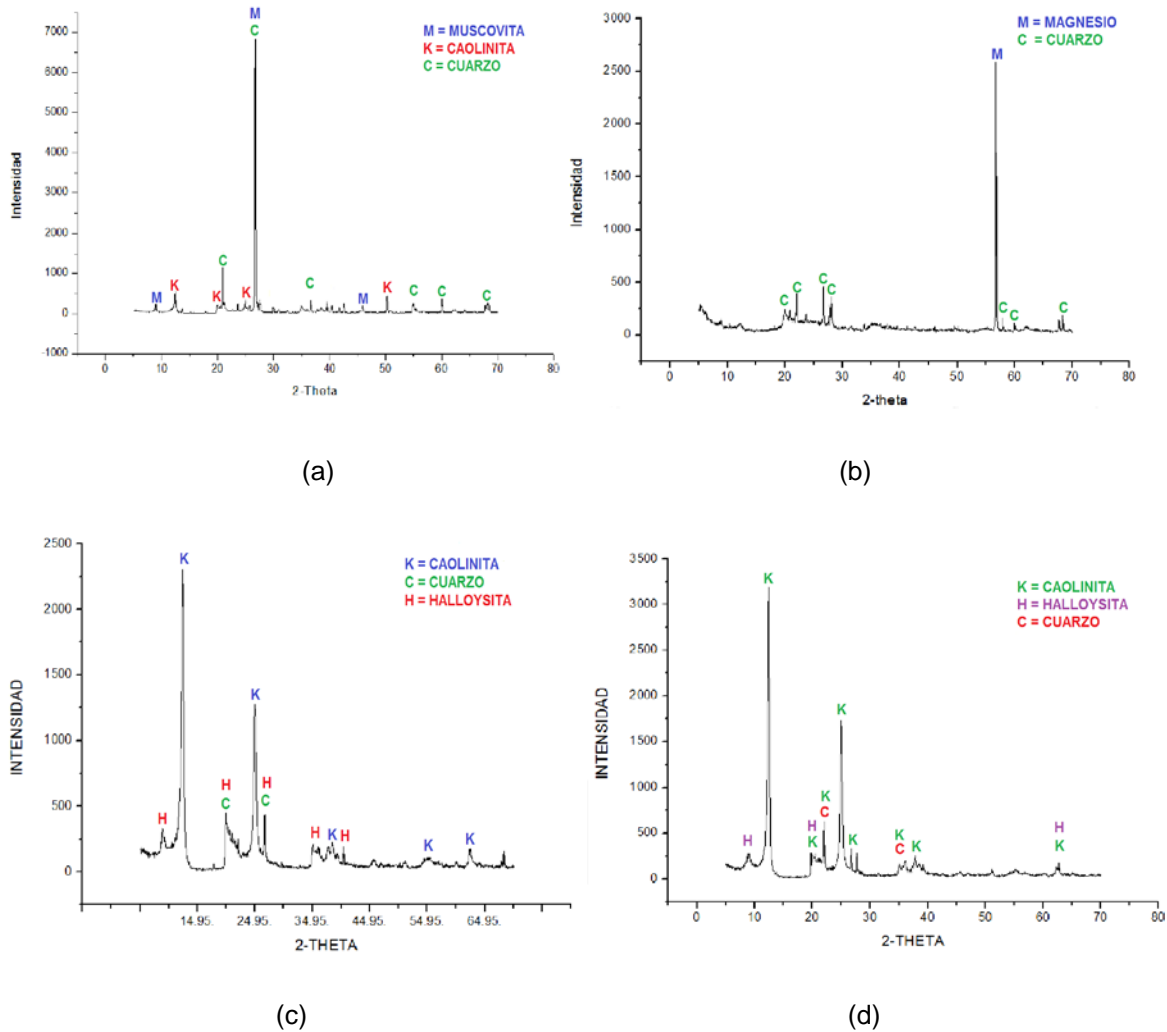 7000
6000
5000
4000
3000
2000
1000
0
-1000
Intensidad
M
C
M = MUSCOVITA
K = CAOLINITA
C = CUARZO
M
K
K
C
K
C
M
K
C
C
C
0 10 20 30 40 50 60 70 80
2-Theta
(a)
3000
2500
2000
1500
1000
500
0
Intensidad
M = MAGNESIO
C = CUARZO
M
C
C
C
C
C
C
C
0 10 20 30 40 50 60 70 80
2-theta
(b)
2500
2000
1500
1000
500
0
INTENSIDAD
K
K = CAOLINITA
C = CUARZO
H = HALLOYSITA
K
H
H
C
H
C
H
K
H
K
K
14.95. 24.95. 34.95. 44.95. 54.95. 64.95.
2-THETA
(c)
3500
3000
2500
2000
1500
1000
500
0
INTENSIDAD
K
K = CAOLINITA
H = HALLOYSITA
C = CUARZO
K
H
H
K
K
C
K
K
C
K
H
K
0 10 20 30 40 50 60 70 80
2-THETA
(d)